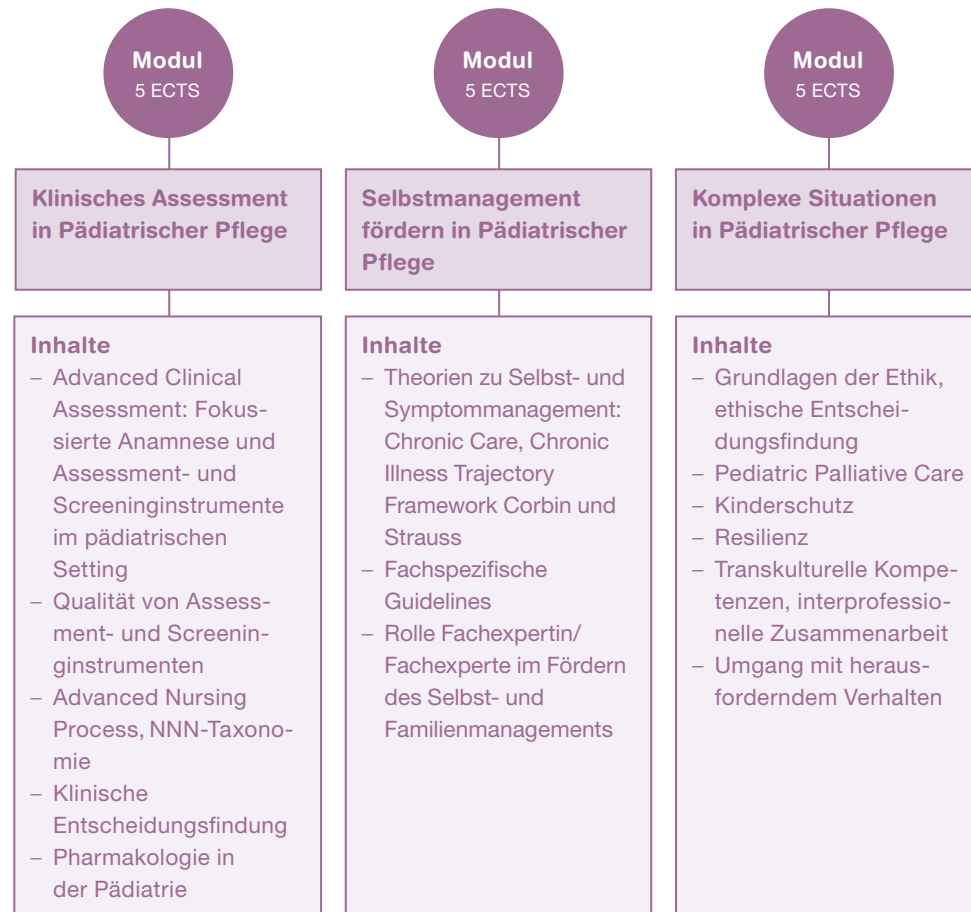 Modul
5 ECTS
Klinisches Assessment
in Pädiatrischer Pflege
Inhalte
– Advanced Clinical
Assessment: Fokus-
sierte Anamnese und
Assessment- und
Screeninginstrumente
im pädiatrischen
Setting
– Qualität von Assess-
ment- und Screenin-
ginstrumenten
– Advanced Nursing
Process, NNN-Taxono-
mie
– Klinische
Entscheidungsfindung
– Pharmakologie in
der Pädiatrie
Modul
5 ECTS
Selbstmanagement
fördern in Pädiatrischer
Pflege
Inhalte
– Theorien zu Selbst- und
Symptommanagement:
Chronic Care, Chronic
Illness Trajectory
Framework Corbin und
Strauss
– Fachspezifische
Guidelines
– Rolle Fachexpertin/
Fachexperte im Fördern
des Selbst- und
Familienmanagements
Modul
5 ECTS
Komplexe Situationen
in Pädiatrischer Pflege
Inhalte
– Grundlagen der Ethik,
ethische Entschei-
dungsfindung
– Pediatric Palliative Care
– Kinderschutz
– Resilienz
– Transkulturelle Kompe-
tenzen, interprofessio-
nelle Zusammenarbeit
– Umgang mit heraus-
forderndem Verhalten